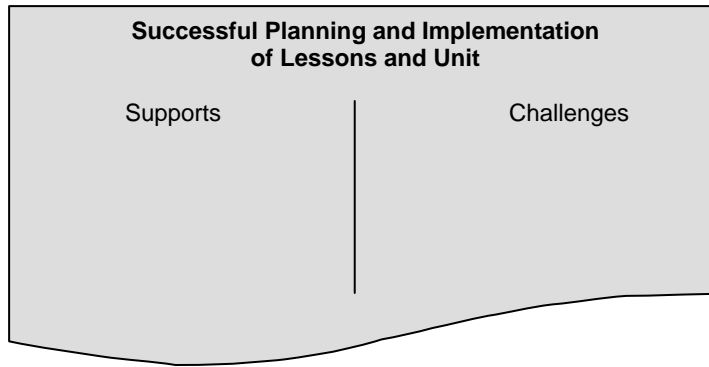 Successful Planning and Implementation
of Lessons and Unit
Supports
Challenges